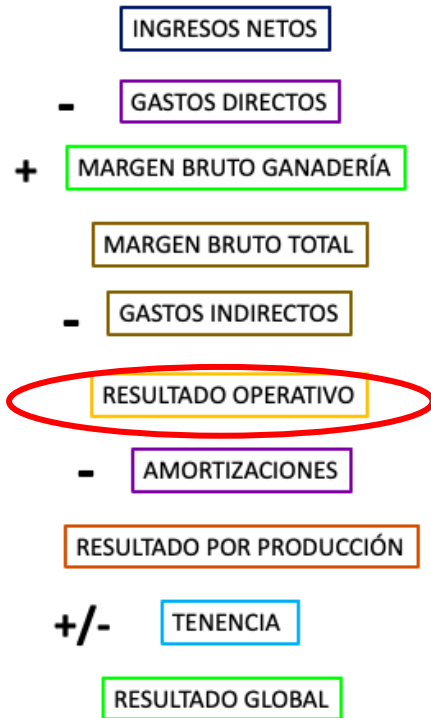 INGRESOS NETOS
- GASTOS DIRECTOS
+ MARGEN BRUTO GANADERÍA
MARGEN BRUTO TOTAL
- GASTOS INDIRECTOS
RESULTADO OPERATIVO
- AMORTIZACIONES
RESULTADO POR PRODUCCIÓN
+/- TENENCIA
RESULTADO GLOBAL